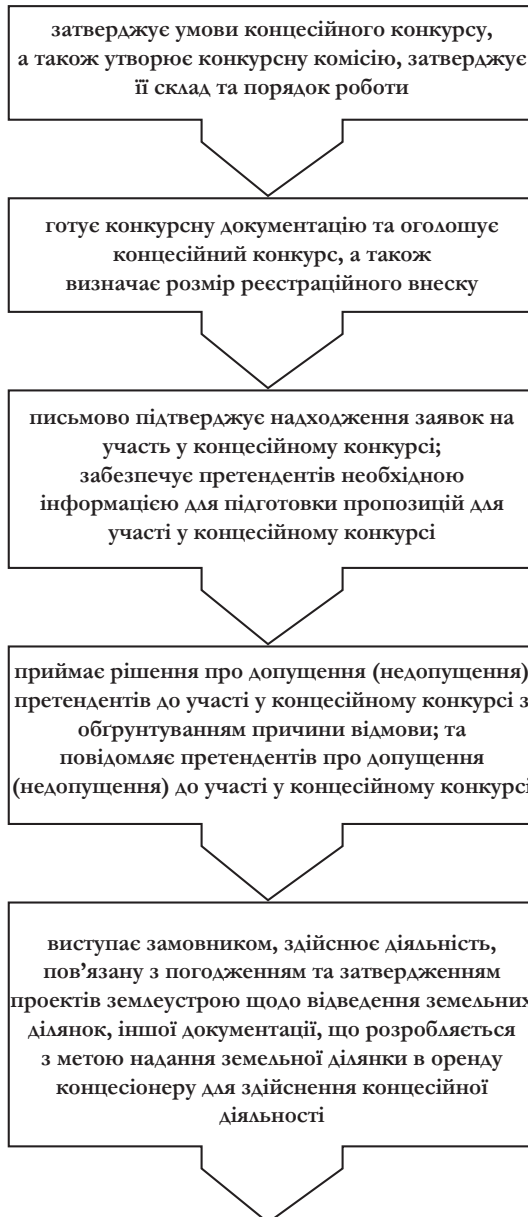 затверджує умови концесійного конкурсу,
а також утворює конкурсну комісію, затверджує
її склад та порядок роботи
готує конкурсну документацію та оголошує
концесійний конкурс, а також
визначає розмір реєстраційного внеску
письмово підтверджує надходження заявок на
участь у концесійному конкурсі;
забезпечує претендентів необхідною
інформацією для підготовки пропозицій для
участі у концесійному конкурсі
приймає рішення про допущення (недопущення)
претендентів до участі у концесійному конкурсі з
обґрунтуванням причини відмови; та
повідомляє претендентів про допущення
(недопущення) до участі у концесійному конкурсі
виступає замовником, здійснює діяльність,
пов’язану з погодженням та затвердженням
проектів землеустрою щодо відведення земельних
ділянок, іншої документації, що розробляється
з метою надання земельної ділянки в оренду
концесіонеру для здійснення концесійної
діяльності